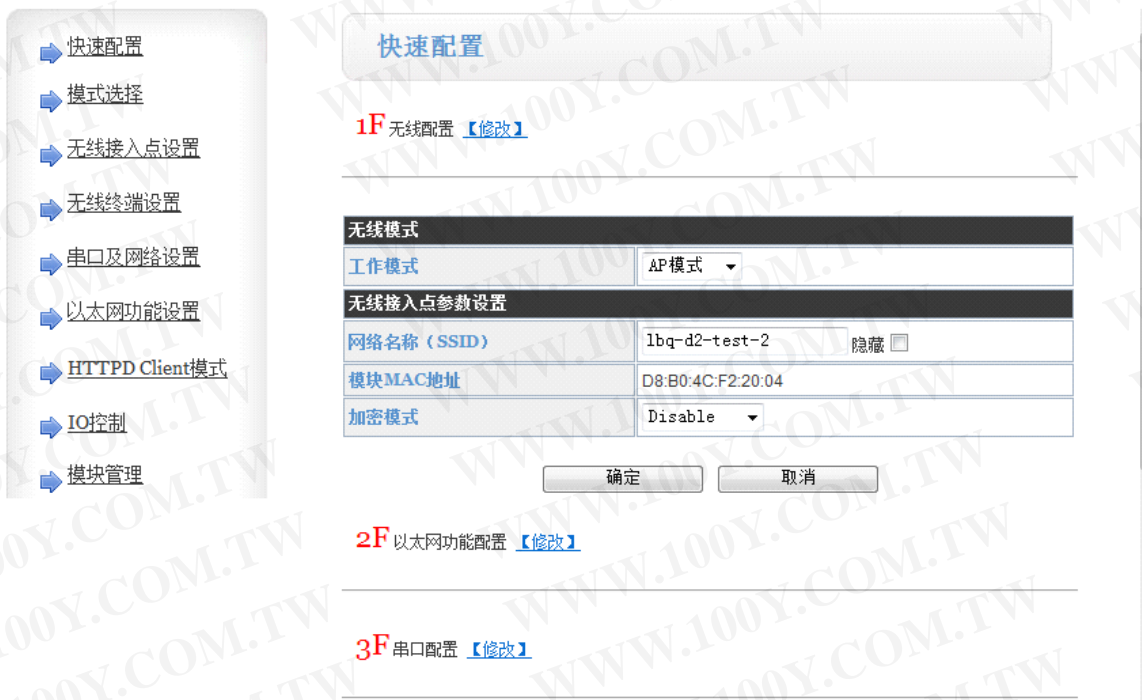 快速配置
模式选择
无线接入点设置
无线终端设置
串口及网络设置
以太网功能设置
HTTPD Client模式
IO控制
模块管理
快速配置
1F 无线配置 【修改】
无线模式
工作模式 AP模式
无线接入点参数设置
网络名称（SSID） lbq-d2-test-2 隐藏
模块MAC地址 D8:B0:4C:F2:20:04
加密模式 Disable
确定 取消
2F 以太网功能配置 【修改】
3F 串口配置 【修改】
WWW.100Y.COM.TW